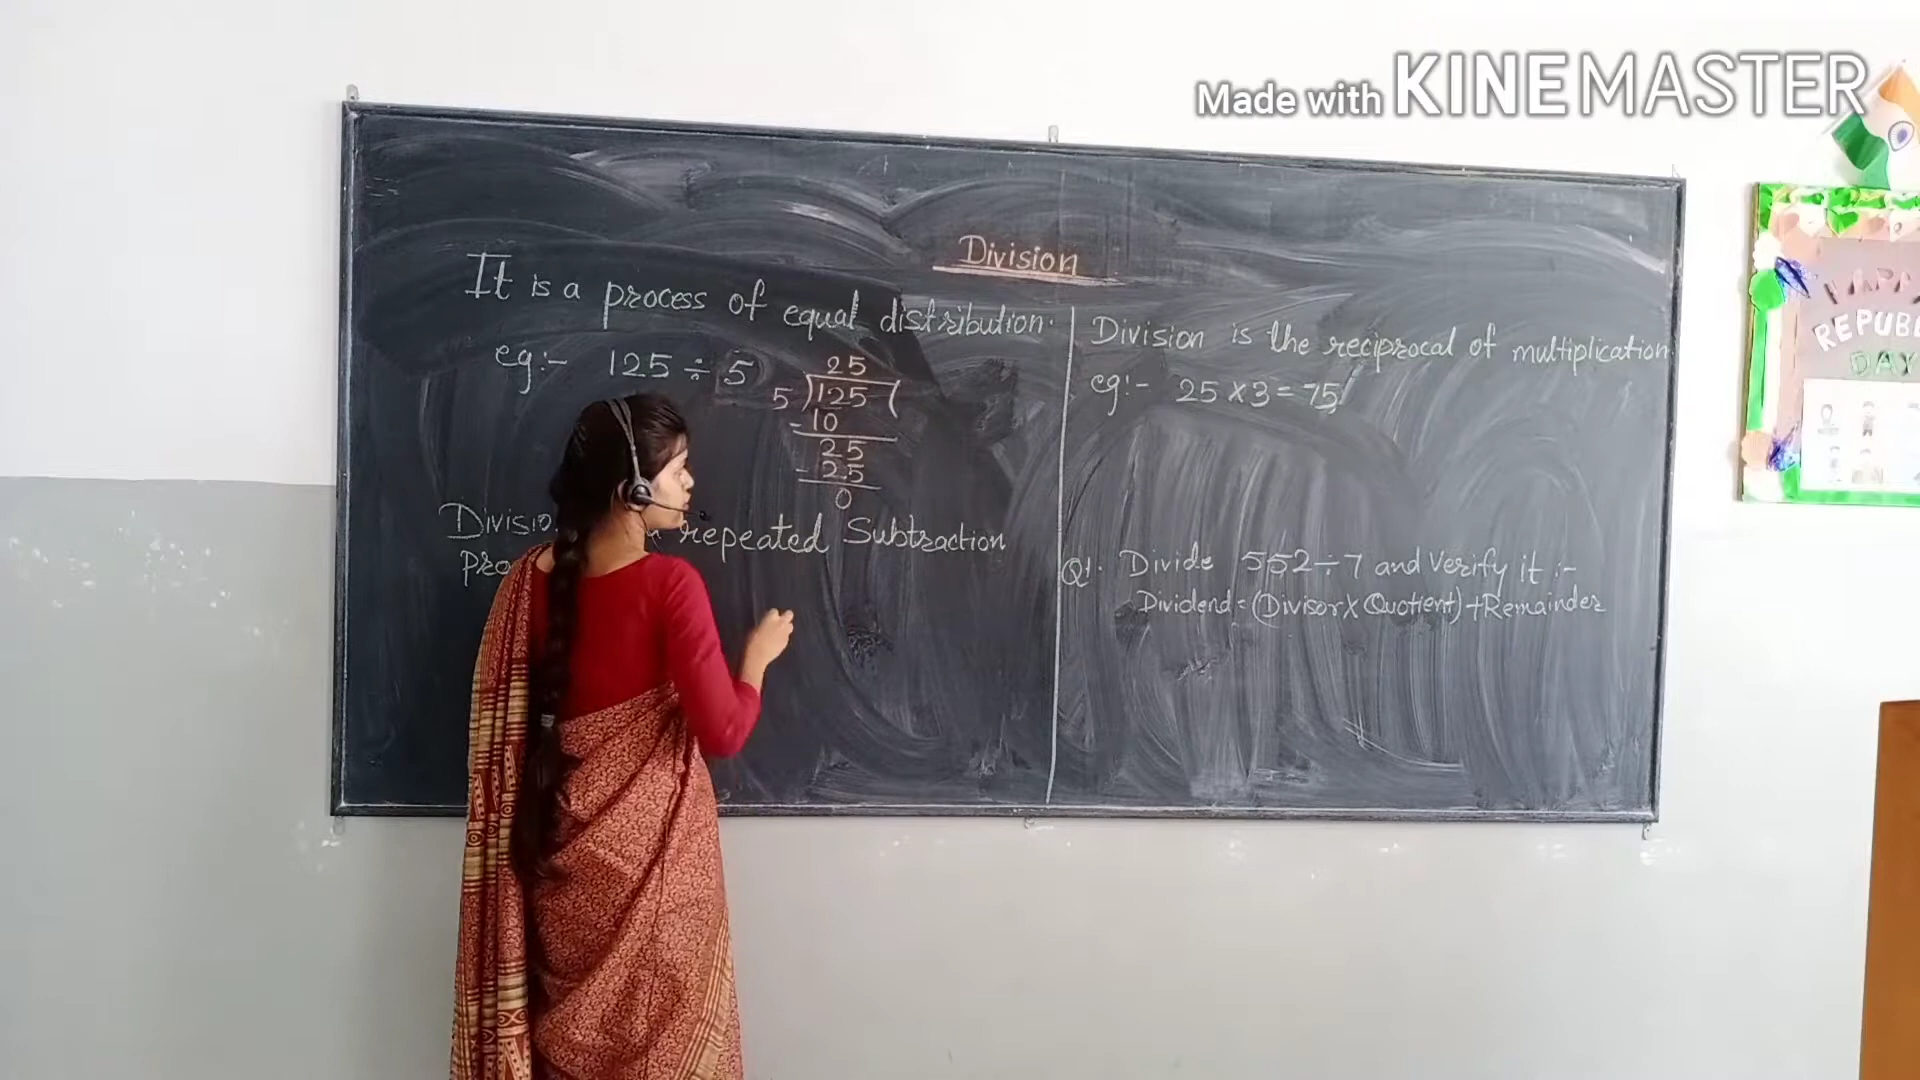 Made with KINEMASTER
Division
It is a process of equal distribution.
eg:- 125 ÷ 5
25
5 ) 125 (
- 10
25
- 25
0
repeated Subtraction
Division is the reciprocal of multiplication.
eg:- 25 × 3 = 75
Q1. Divide 552 ÷ 7 and Verify it :-
Dividend = (Divisor X Quotient) + Remainder
HAPPY
REPUB
DAY